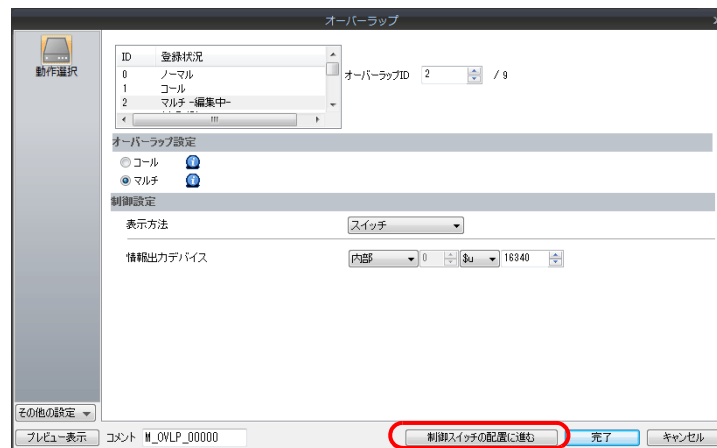 オーバーラップ
動作選択
ID 登録状況
0 ノーマル
1 コール
2 マルチ -編集中-
オーバーラップID 2 / 9
オーバーラップ設定
コール
マルチ
制御設定
表示方法 スイッチ
情報出力デバイス 内部 0 $u 16340
その他の設定
プレビュー表示 コメント M_OVLP_00000 制御スイッチの配置に進む 完了 キャンセル